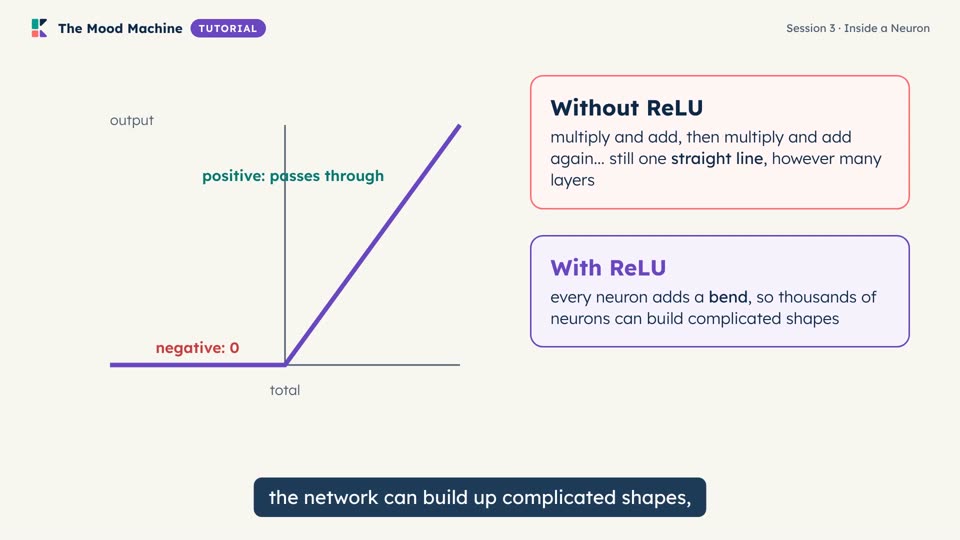 The Mood Machine TUTORIAL
Session 3 · Inside a Neuron
output
positive: passes through
negative: 0
total
Without ReLU
multiply and add, then multiply and add
again... still one straight line, however many
layers
With ReLU
every neuron adds a bend, so thousands of
neurons can build complicated shapes
the network can build up complicated shapes,